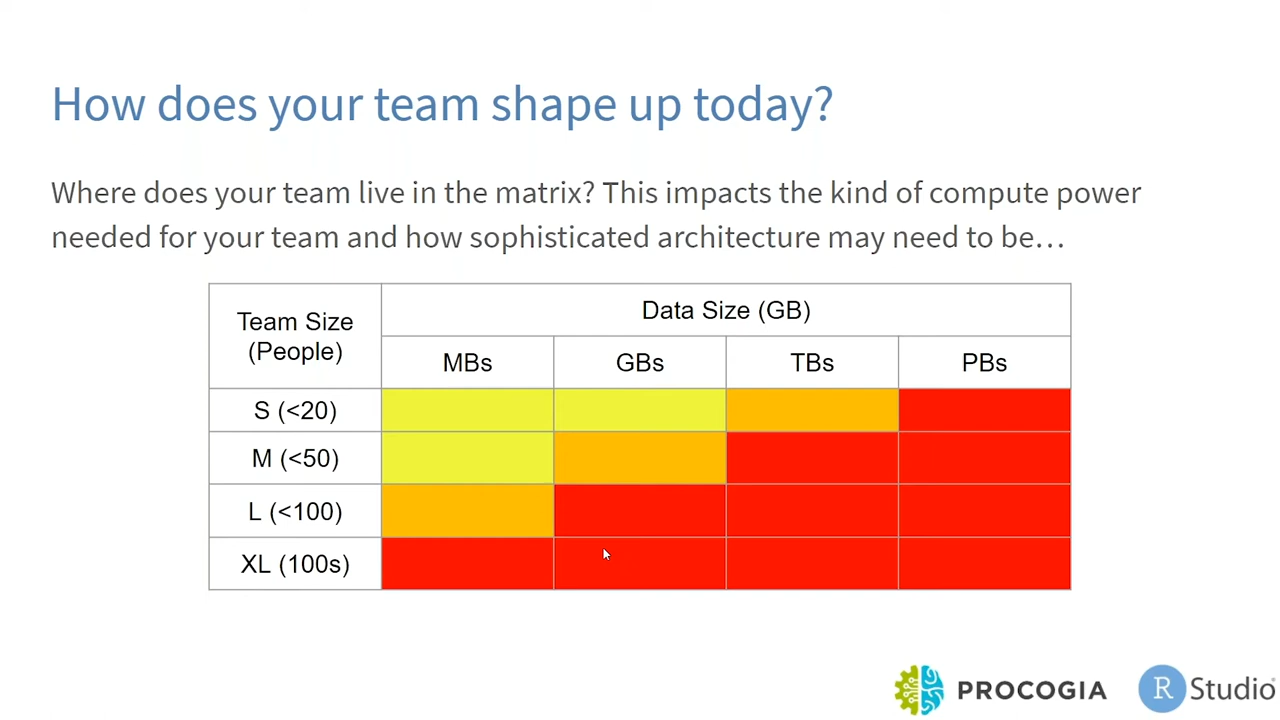 How does your team shape up today?
Where does your team live in the matrix? This impacts the kind of compute power
needed for your team and how sophisticated architecture may need to be…
Team Size
(People)
Data Size (GB)
MBs
GBs
TBs
PBs
S (<20)
M (<50)
L (<100)
XL (100s)
PROCOGIA
R Studio